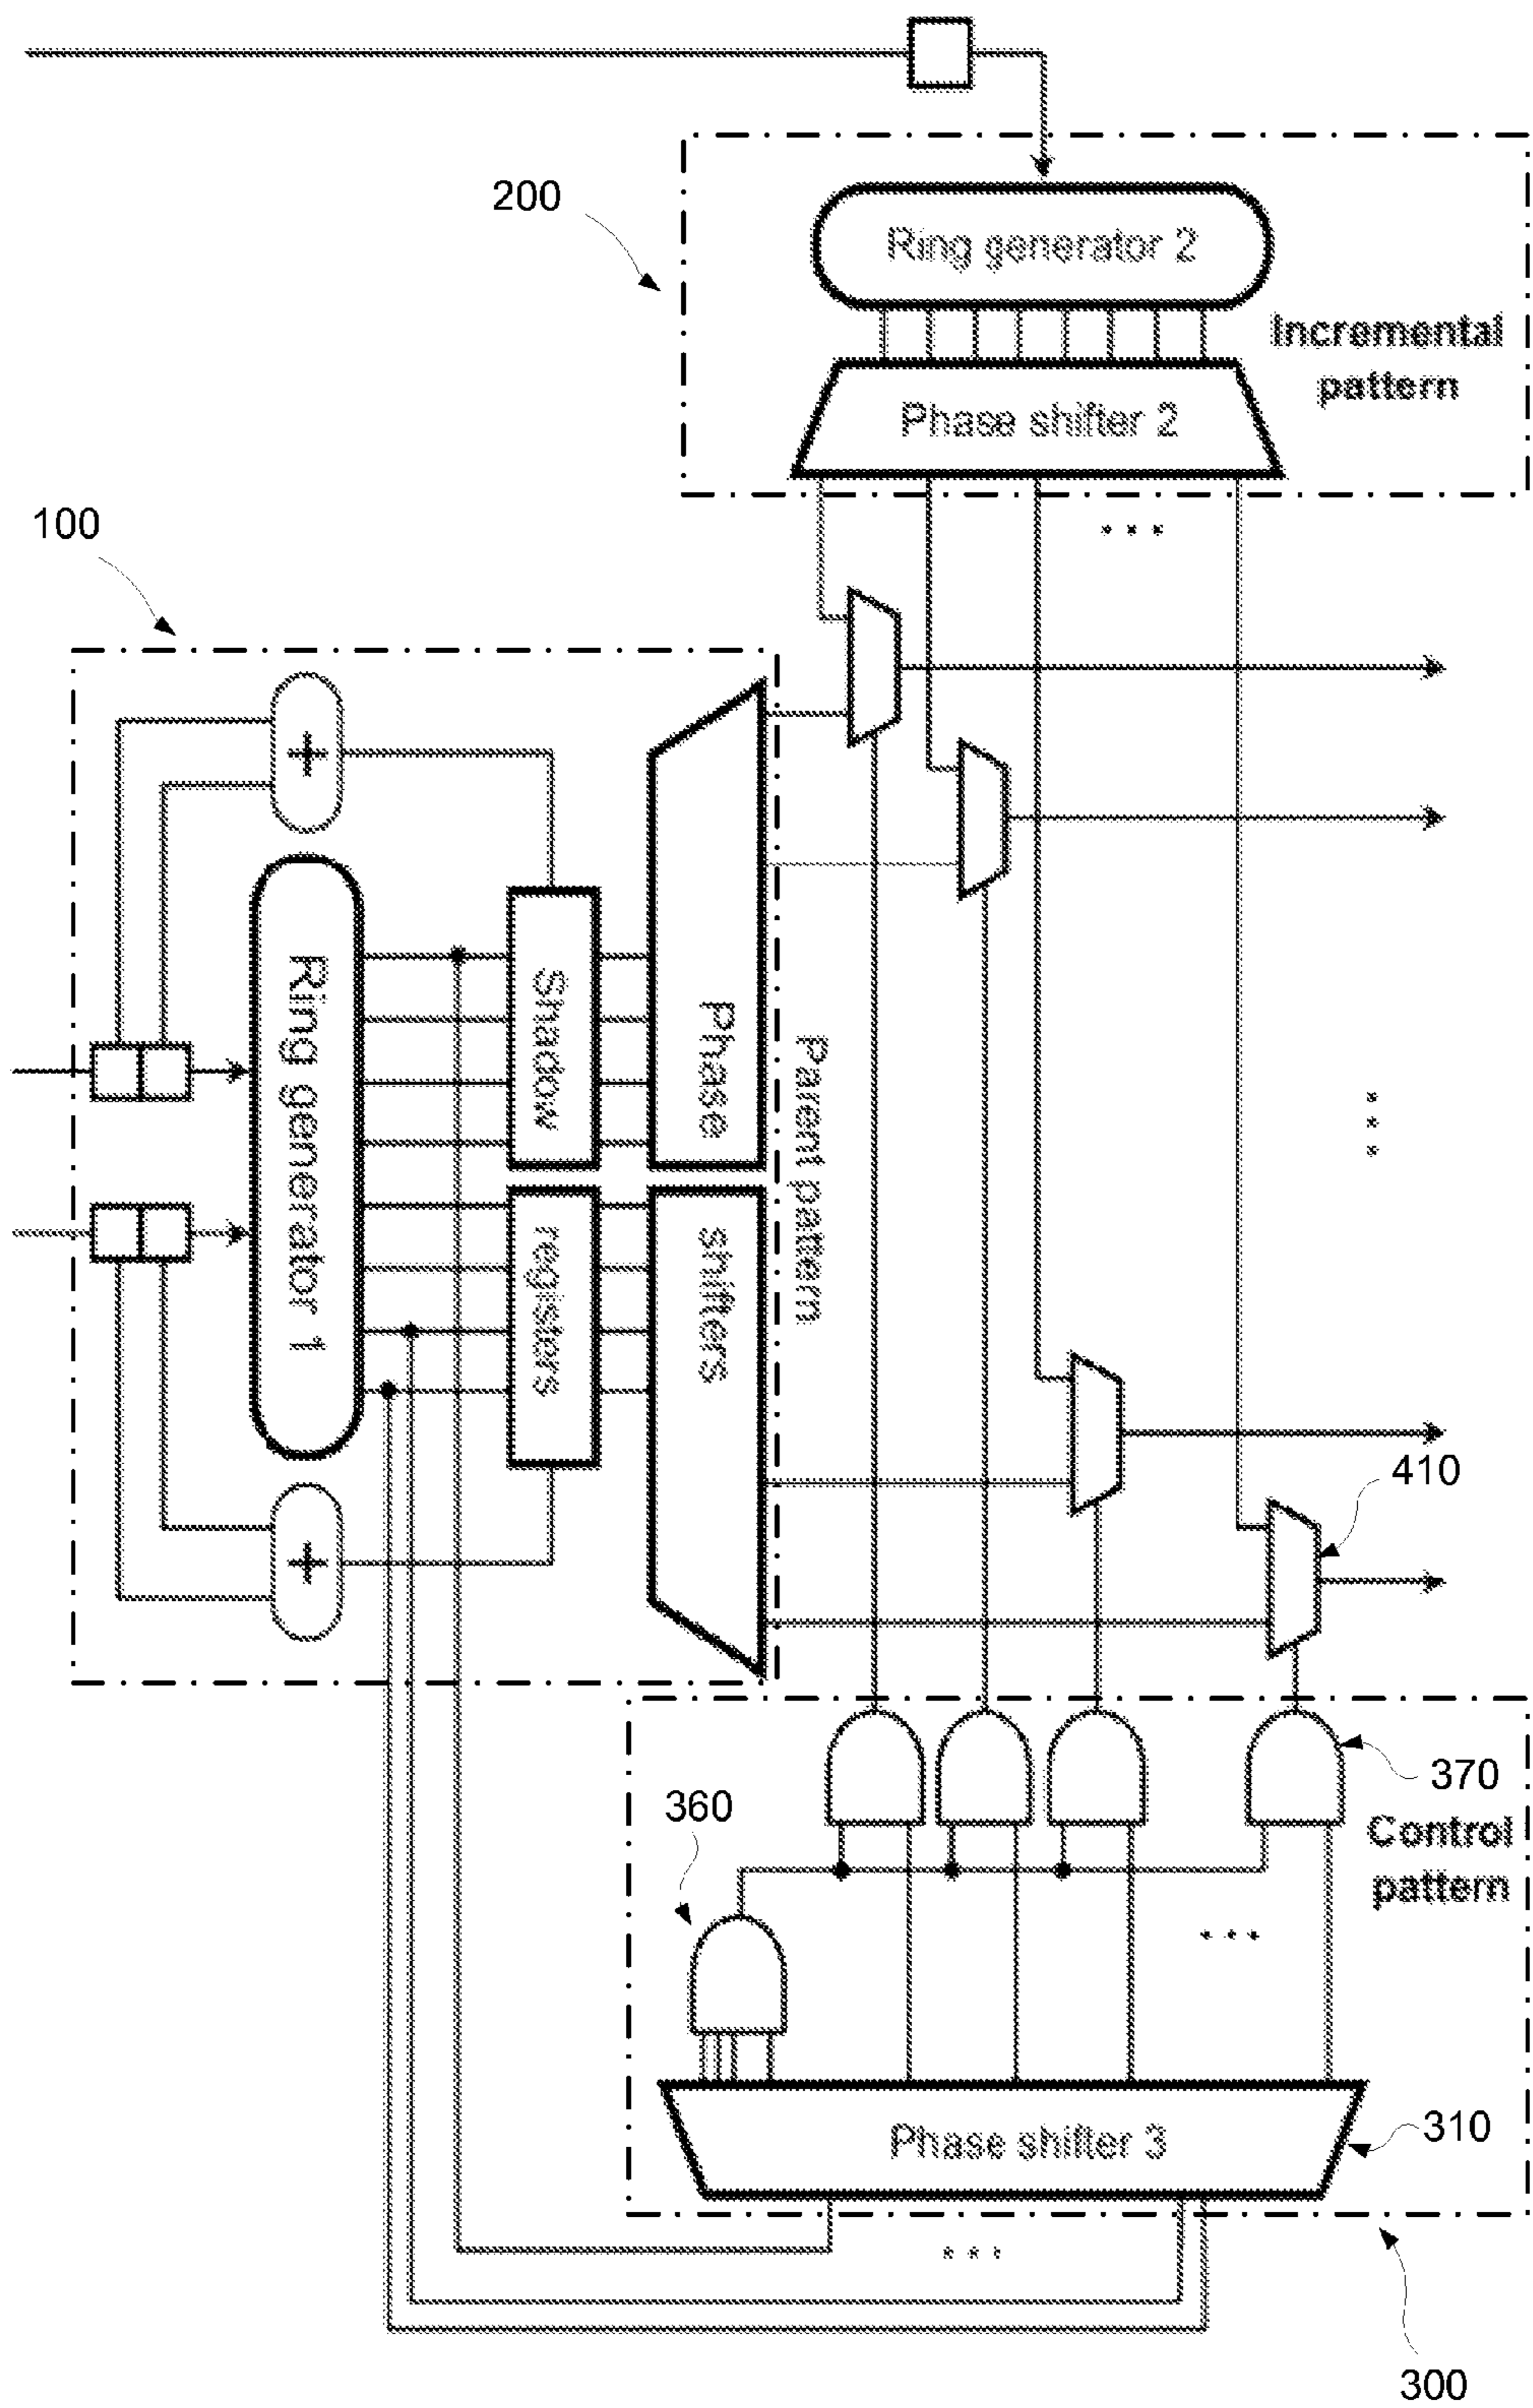 200
Ring generator 2
Incremental
pattern
Phase shifter 2
100
+
Ring generator 1
Shadow
registers
Phase
shifters
Parent pattern
+
410
360
370
Control
pattern
Phase shifter 3
310
300